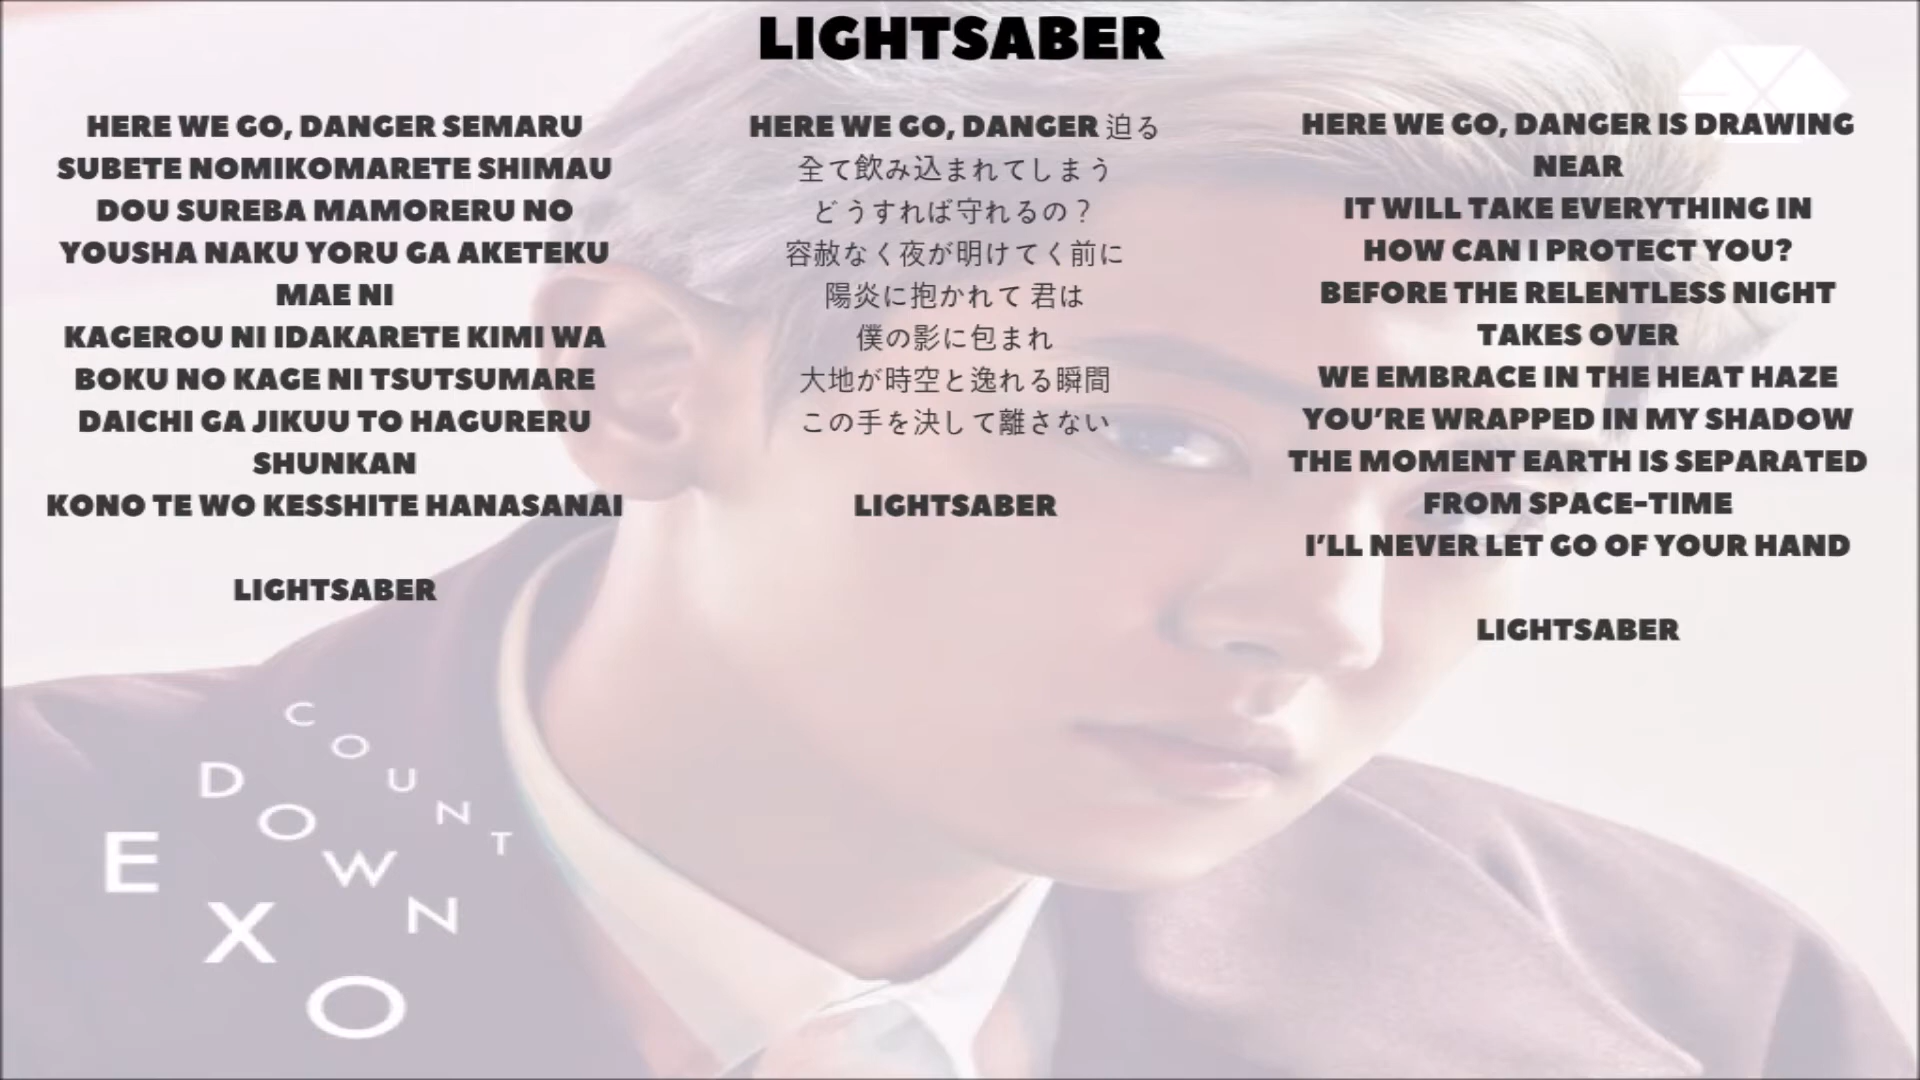 LIGHTSABER
HERE WE GO, DANGER SEMARU
SUBETE NOMIKOMARETE SHIMAU
DOU SUREBA MAMORERU NO
YOUSHA NAKU YORU GA AKETEKU
MAE NI
KAGEROU NI IDAKARETE KIMI WA
BOKU NO KAGE NI TSUTSUMARE
DAICHI GA JIKUU TO HAGURERU
SHUNKAN
KONO TE WO KESSHITE HANASANAI
LIGHTSABER
HERE WE GO, DANGER 迫る
全て飲み込まれてしまう
どうすれば守れるの？
容赦なく夜が明けてく前に
陽炎に抱かれて 君は
僕の影に包まれ
大地が時空と逸れる瞬間
この手を決して離さない
LIGHTSABER
HERE WE GO, DANGER IS DRAWING
NEAR
IT WILL TAKE EVERYTHING IN
HOW CAN I PROTECT YOU?
BEFORE THE RELENTLESS NIGHT
TAKES OVER
WE EMBRACE IN THE HEAT HAZE
YOU'RE WRAPPED IN MY SHADOW
THE MOMENT EARTH IS SEPARATED
FROM SPACE-TIME
I'LL NEVER LET GO OF YOUR HAND
LIGHTSABER
COUNT
DOWN
EXO